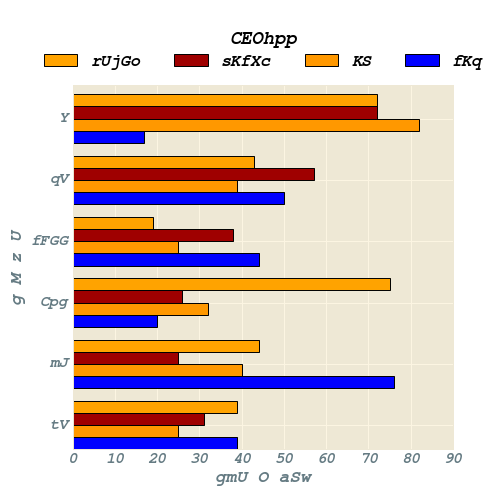 CEOhpp
rUjGo sKfXc KS fKq
Y
qV
fFGG
Cpg
mJ
tV
g M z U
0 10 20 30 40 50 60 70 80 90
gmU O aSw